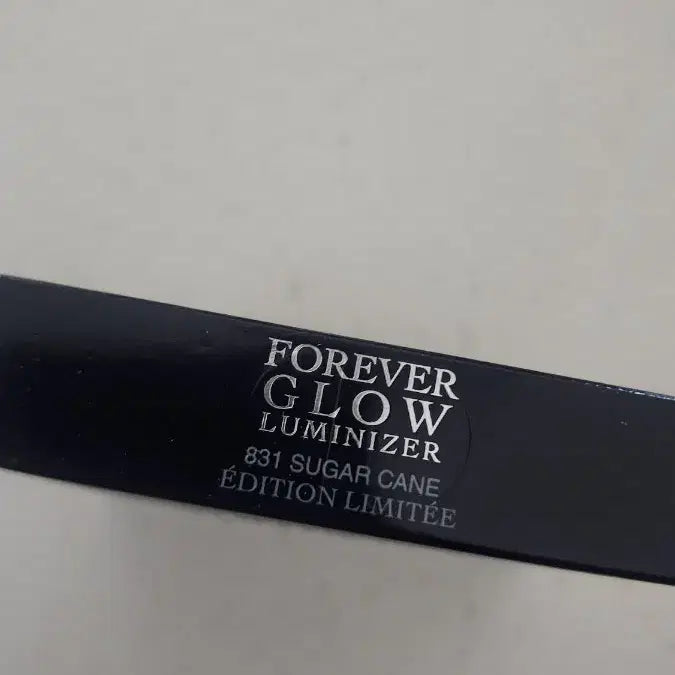 FOREVER
GLOW
LUMINIZER
831 SUGAR CANE
ÉDITION LIMITÉE